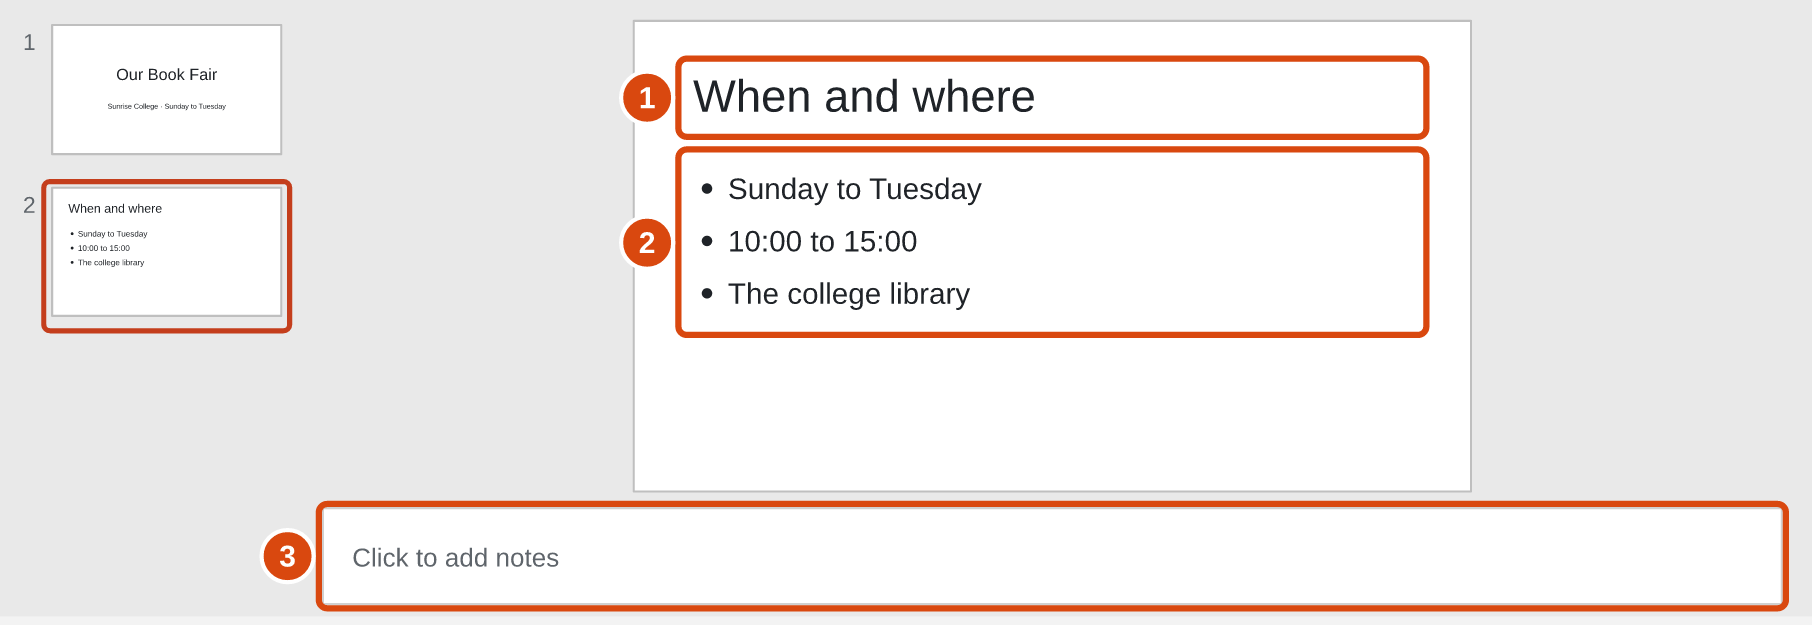 1
Our Book Fair
Sunrise College · Sunday to Tuesday
2
When and where
• Sunday to Tuesday
• 10:00 to 15:00
• The college library
1
When and where
2
• Sunday to Tuesday
• 10:00 to 15:00
• The college library
3
Click to add notes